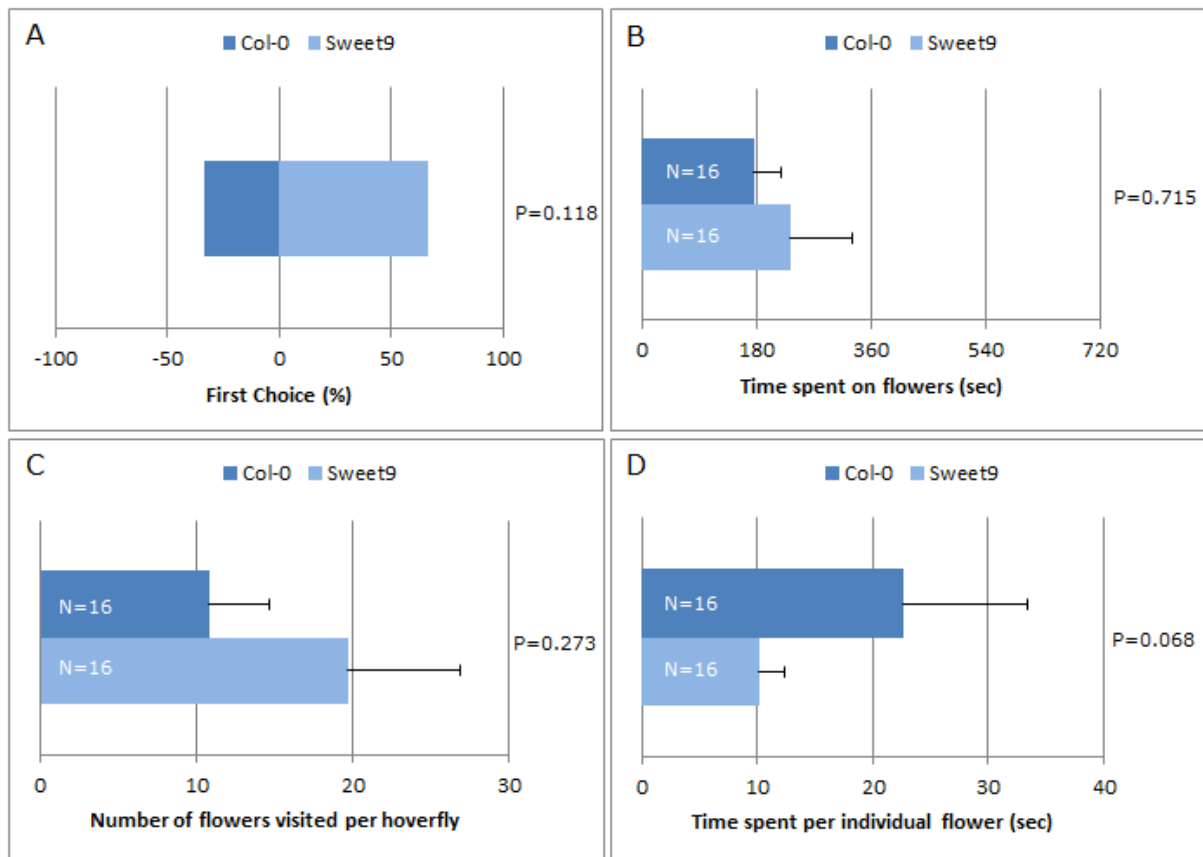 A
Col-0 Sweet9
P=0.118
-100 -50 0 50 100
First Choice (%)
B
Col-0 Sweet9
N=16
N=16
P=0.715
0 180 360 540 720
Time spent on flowers (sec)
C
Col-0 Sweet9
N=16
N=16
P=0.273
0 10 20 30
Number of flowers visited per hoverfly
D
Col-0 Sweet9
N=16
N=16
P=0.068
0 10 20 30 40
Time spent per individual flower (sec)